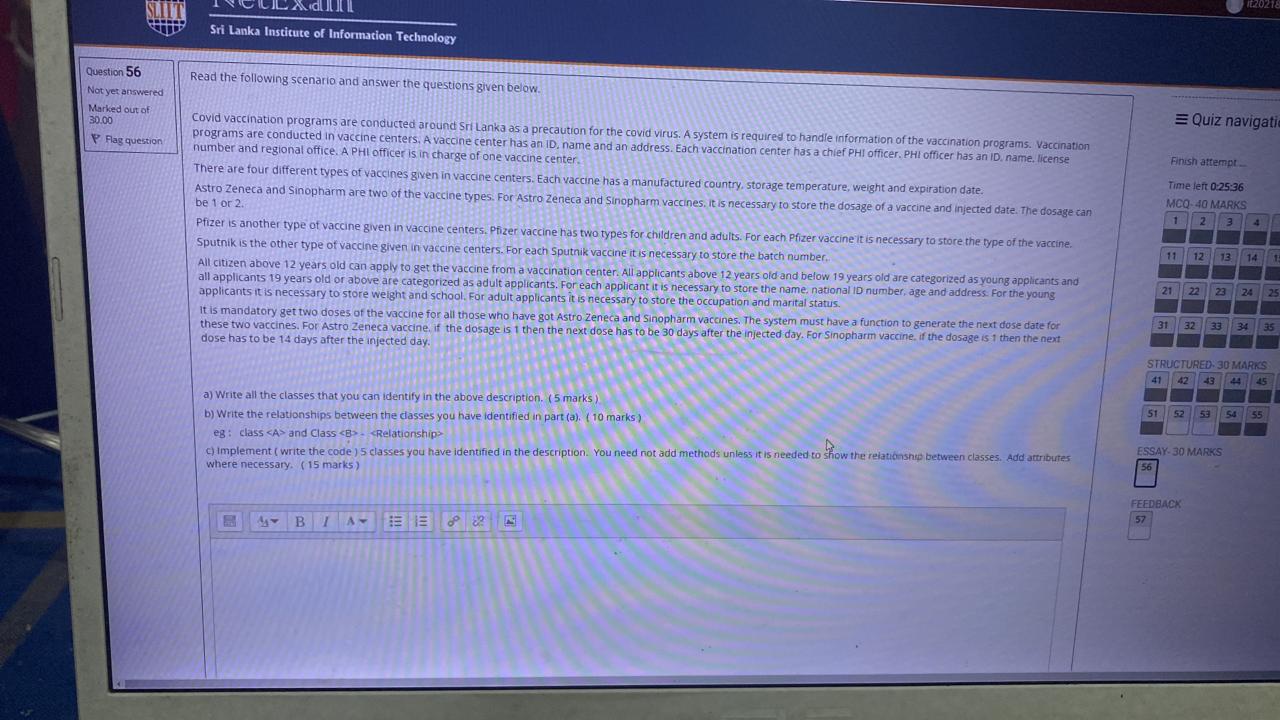 SLIIT
NetExam
Sri Lanka Institute of Information Technology
Question 56
Not yet answered
Marked out of
30.00
Flag question
Read the following scenario and answer the questions given below.
Covid vaccination programs are conducted around Sri Lanka as a precaution for the covid virus. A system is required to handle information of the vaccination programs. Vaccination
programs are conducted in vaccine centers. A vaccine center has an ID, name and an address. Each vaccination center has a chief PHI officer. PHI officer has an ID, name, license
number and regional office. A PHI officer is in charge of one vaccine center.
There are four different types of vaccines given in vaccine centers. Each vaccine has a manufactured country, storage temperature, weight and expiration date.
Astro Zeneca and Sinopharm are two of the vaccine types. For Astro Zeneca and Sinopharm vaccines, it is necessary to store the dosage of a vaccine and injected date. The dosage can
be 1 or 2.
Pfizer is another type of vaccine given in vaccine centers. Pfizer vaccine has two types for children and adults. For each Pfizer vaccine it is necessary to store the type of the vaccine.
Sputnik is the other type of vaccine given in vaccine centers. For each Sputnik vaccine it is necessary to store the batch number.
All citizen above 12 years old can apply to get the vaccine from a vaccination center. All applicants above 12 years old and below 19 years old are categorized as young applicants and
all applicants 19 years old or above are categorized as adult applicants. For each applicant it is necessary to store the name, national ID number, age and address. For the young
applicants it is necessary to store weight and school. For adult applicants it is necessary to store the occupation and marital status.
It is mandatory get two doses of the vaccine for all those who have got Astro Zeneca and Sinopharm vaccines. The system must have a function to generate the next dose date for
these two vaccines. For Astro Zeneca vaccine, if the dosage is 1 then the next dose has to be 30 days after the injected day. For Sinopharm vaccine, if the dosage is 1 then the next
dose has to be 14 days after the injected day.
a) Write all the classes that you can identify in the above description. ( 5 marks )
b) Write the relationships between the classes you have identified in part (a). ( 10 marks )
eg : class <A> and Class <B> - <Relationship>
c) Implement ( write the code ) 5 classes you have identified in the description. You need not add methods unless it is needed to show the relationship between classes. Add attributes
where necessary. ( 15 marks )
B I A
it20218
Quiz navigati
Finish attempt ...
Time left 0:25:36
MCQ- 40 MARKS
1 2 3 4
11 12 13 14
21 22 23 24 25
31 32 33 34 35
STRUCTURED- 30 MARKS
41 42 43 44 45
51 52 53 54 55
ESSAY- 30 MARKS
56
FEEDBACK
57